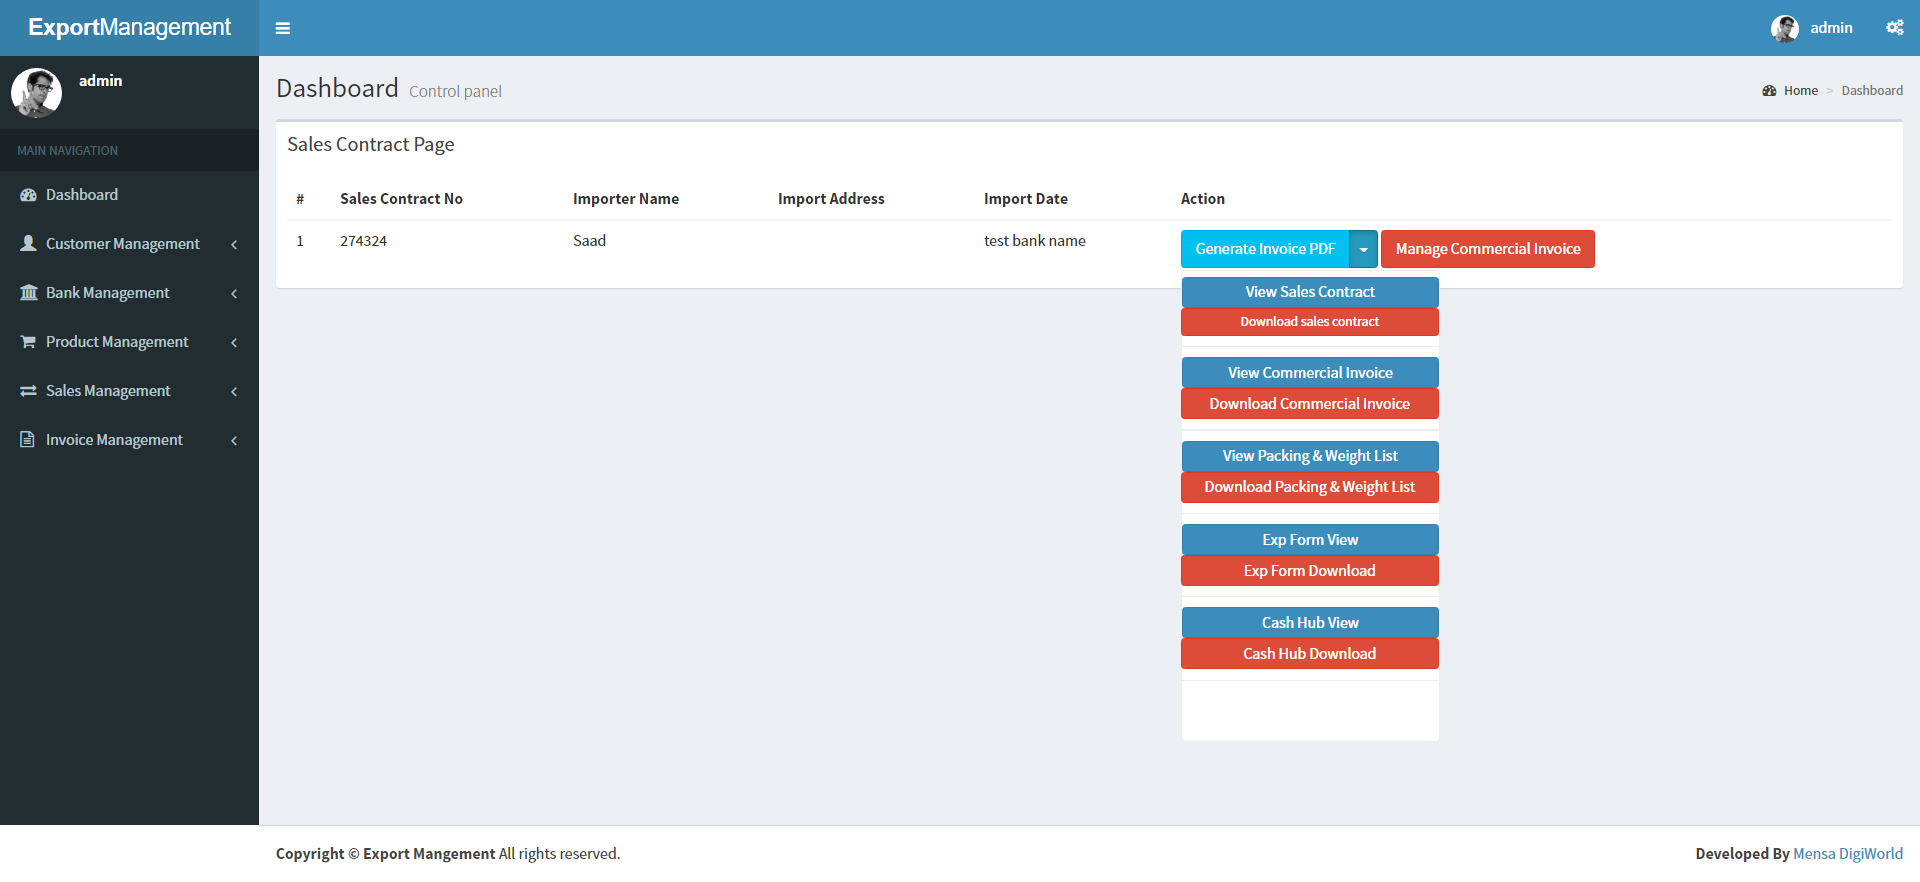 ExportManagement
admin
admin
MAIN NAVIGATION
Dashboard
Customer Management
Bank Management
Product Management
Sales Management
Invoice Management
Dashboard Control panel
Home > Dashboard
Sales Contract Page
# Sales Contract No Importer Name Import Address Import Date Action
1 274324 Saad test bank name Generate Invoice PDF Manage Commercial Invoice
View Sales Contract
Download sales contract
View Commercial Invoice
Download Commercial Invoice
View Packing & Weight List
Download Packing & Weight List
Exp Form View
Exp Form Download
Cash Hub View
Cash Hub Download
Copyright © Export Mangement All rights reserved.
Developed By Mensa DigiWorld